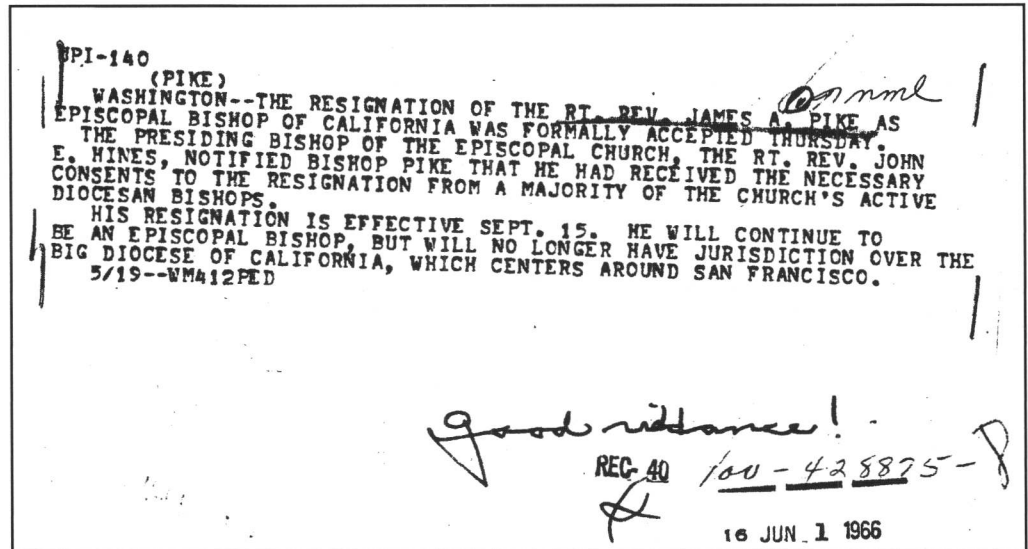 UPI-140
(PIKE)
WASHINGTON--THE RESIGNATION OF THE RT. REV. JAMES A. PIKE AS
EPISCOPAL BISHOP OF CALIFORNIA WAS FORMALLY ACCEPTED THURSDAY.
THE PRESIDING BISHOP OF THE EPISCOPAL CHURCH, THE RT. REV. JOHN
E. HINES, NOTIFIED BISHOP PIKE THAT HE HAD RECEIVED THE NECESSARY
CONSENTS TO THE RESIGNATION FROM A MAJORITY OF THE CHURCH'S ACTIVE
DIOCESAN BISHOPS.
HIS RESIGNATION IS EFFECTIVE SEPT. 15. HE WILL CONTINUE TO
BE AN EPISCOPAL BISHOP, BUT WILL NO LONGER HAVE JURISDICTION OVER THE
BIG DIOCESE OF CALIFORNIA, WHICH CENTERS AROUND SAN FRANCISCO.
5/19--WM412PED
good riddance!
REC-40 100-428875-
16 JUN 1 1966